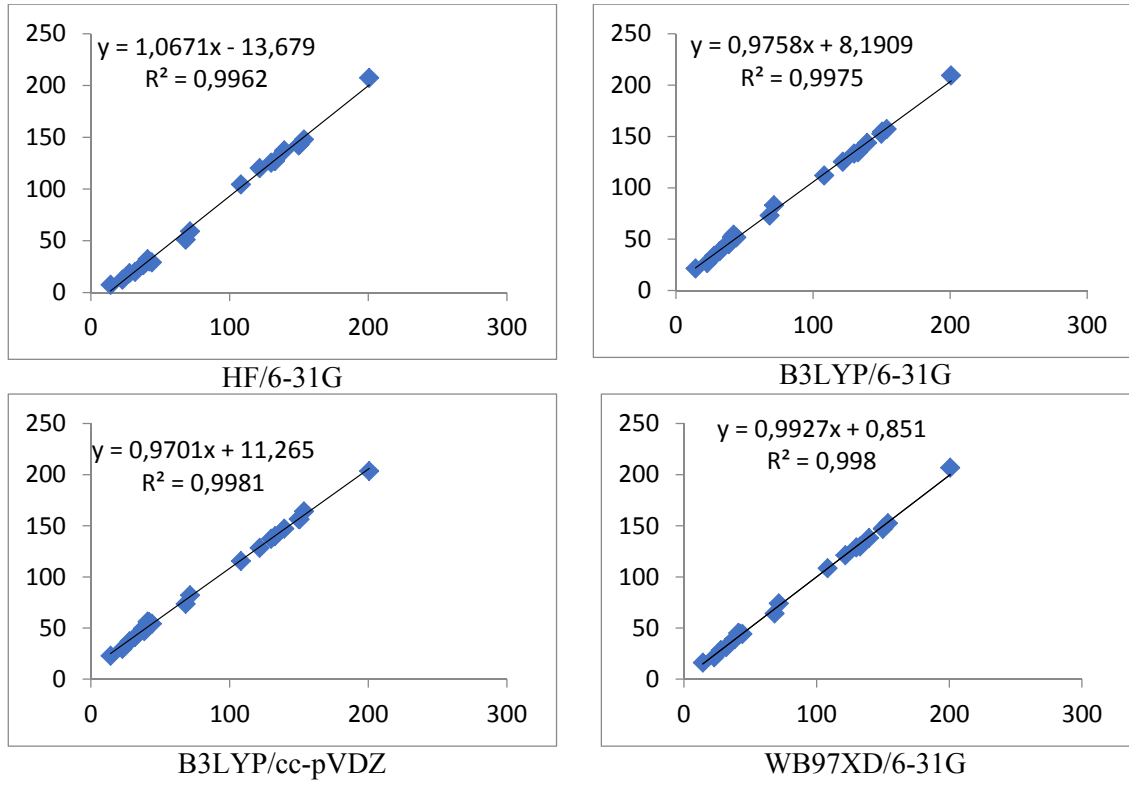 250
200
150
100
50
0
0 100 200 300
y = 1,0671x - 13,679
R² = 0,9962
HF/6-31G
250
200
150
100
50
0
0 100 200 300
y = 0,9758x + 8,1909
R² = 0,9975
B3LYP/6-31G
250
200
150
100
50
0
0 100 200 300
y = 0,9701x + 11,265
R² = 0,9981
B3LYP/cc-pVDZ
250
200
150
100
50
0
0 100 200 300
y = 0,9927x + 0,851
R² = 0,998
WB97XD/6-31G